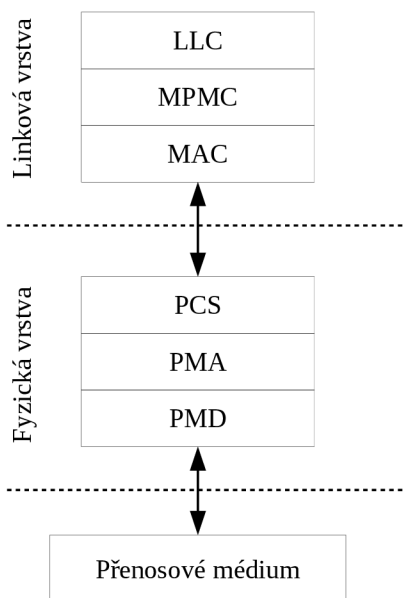 Linková vrstva
LLC
MPMC
MAC
Fyzická vrstva
PCS
PMA
PMD
Přenosové médium